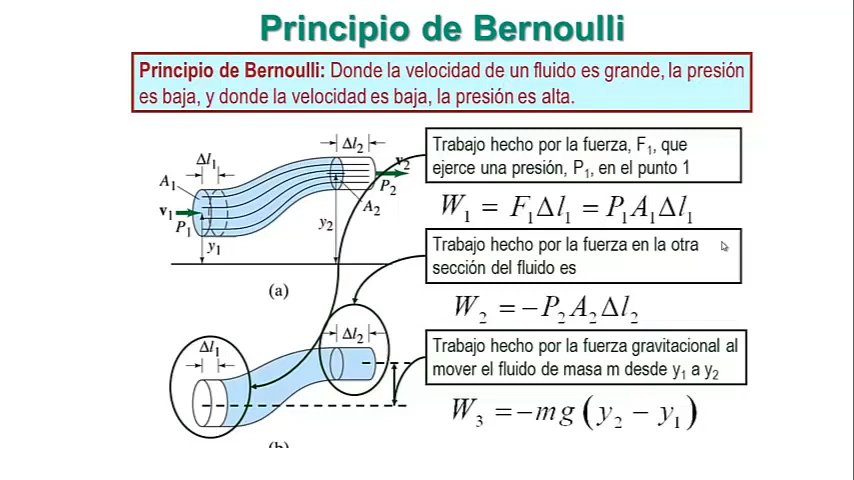 Principio de Bernoulli
Principio de Bernoulli: Donde la velocidad de un fluido es grande, la presión
es baja, y donde la velocidad es baja, la presión es alta.
Δl₁
Δl₂
A₁
v₁
P₁
y₁
y₂
A₂
P₂
v₂
(a)
Trabajo hecho por la fuerza, F₁, que
ejerce una presión, P₁, en el punto 1
W₁ = F₁Δl₁ = P₁A₁Δl₁
Trabajo hecho por la fuerza en la otra
sección del fluido es
W₂ = −P₂A₂Δl₂
Δl₁
Δl₂
Trabajo hecho por la fuerza gravitacional al
mover el fluido de masa m desde y₁ a y₂
W₃ = −mg(y₂ − y₁)